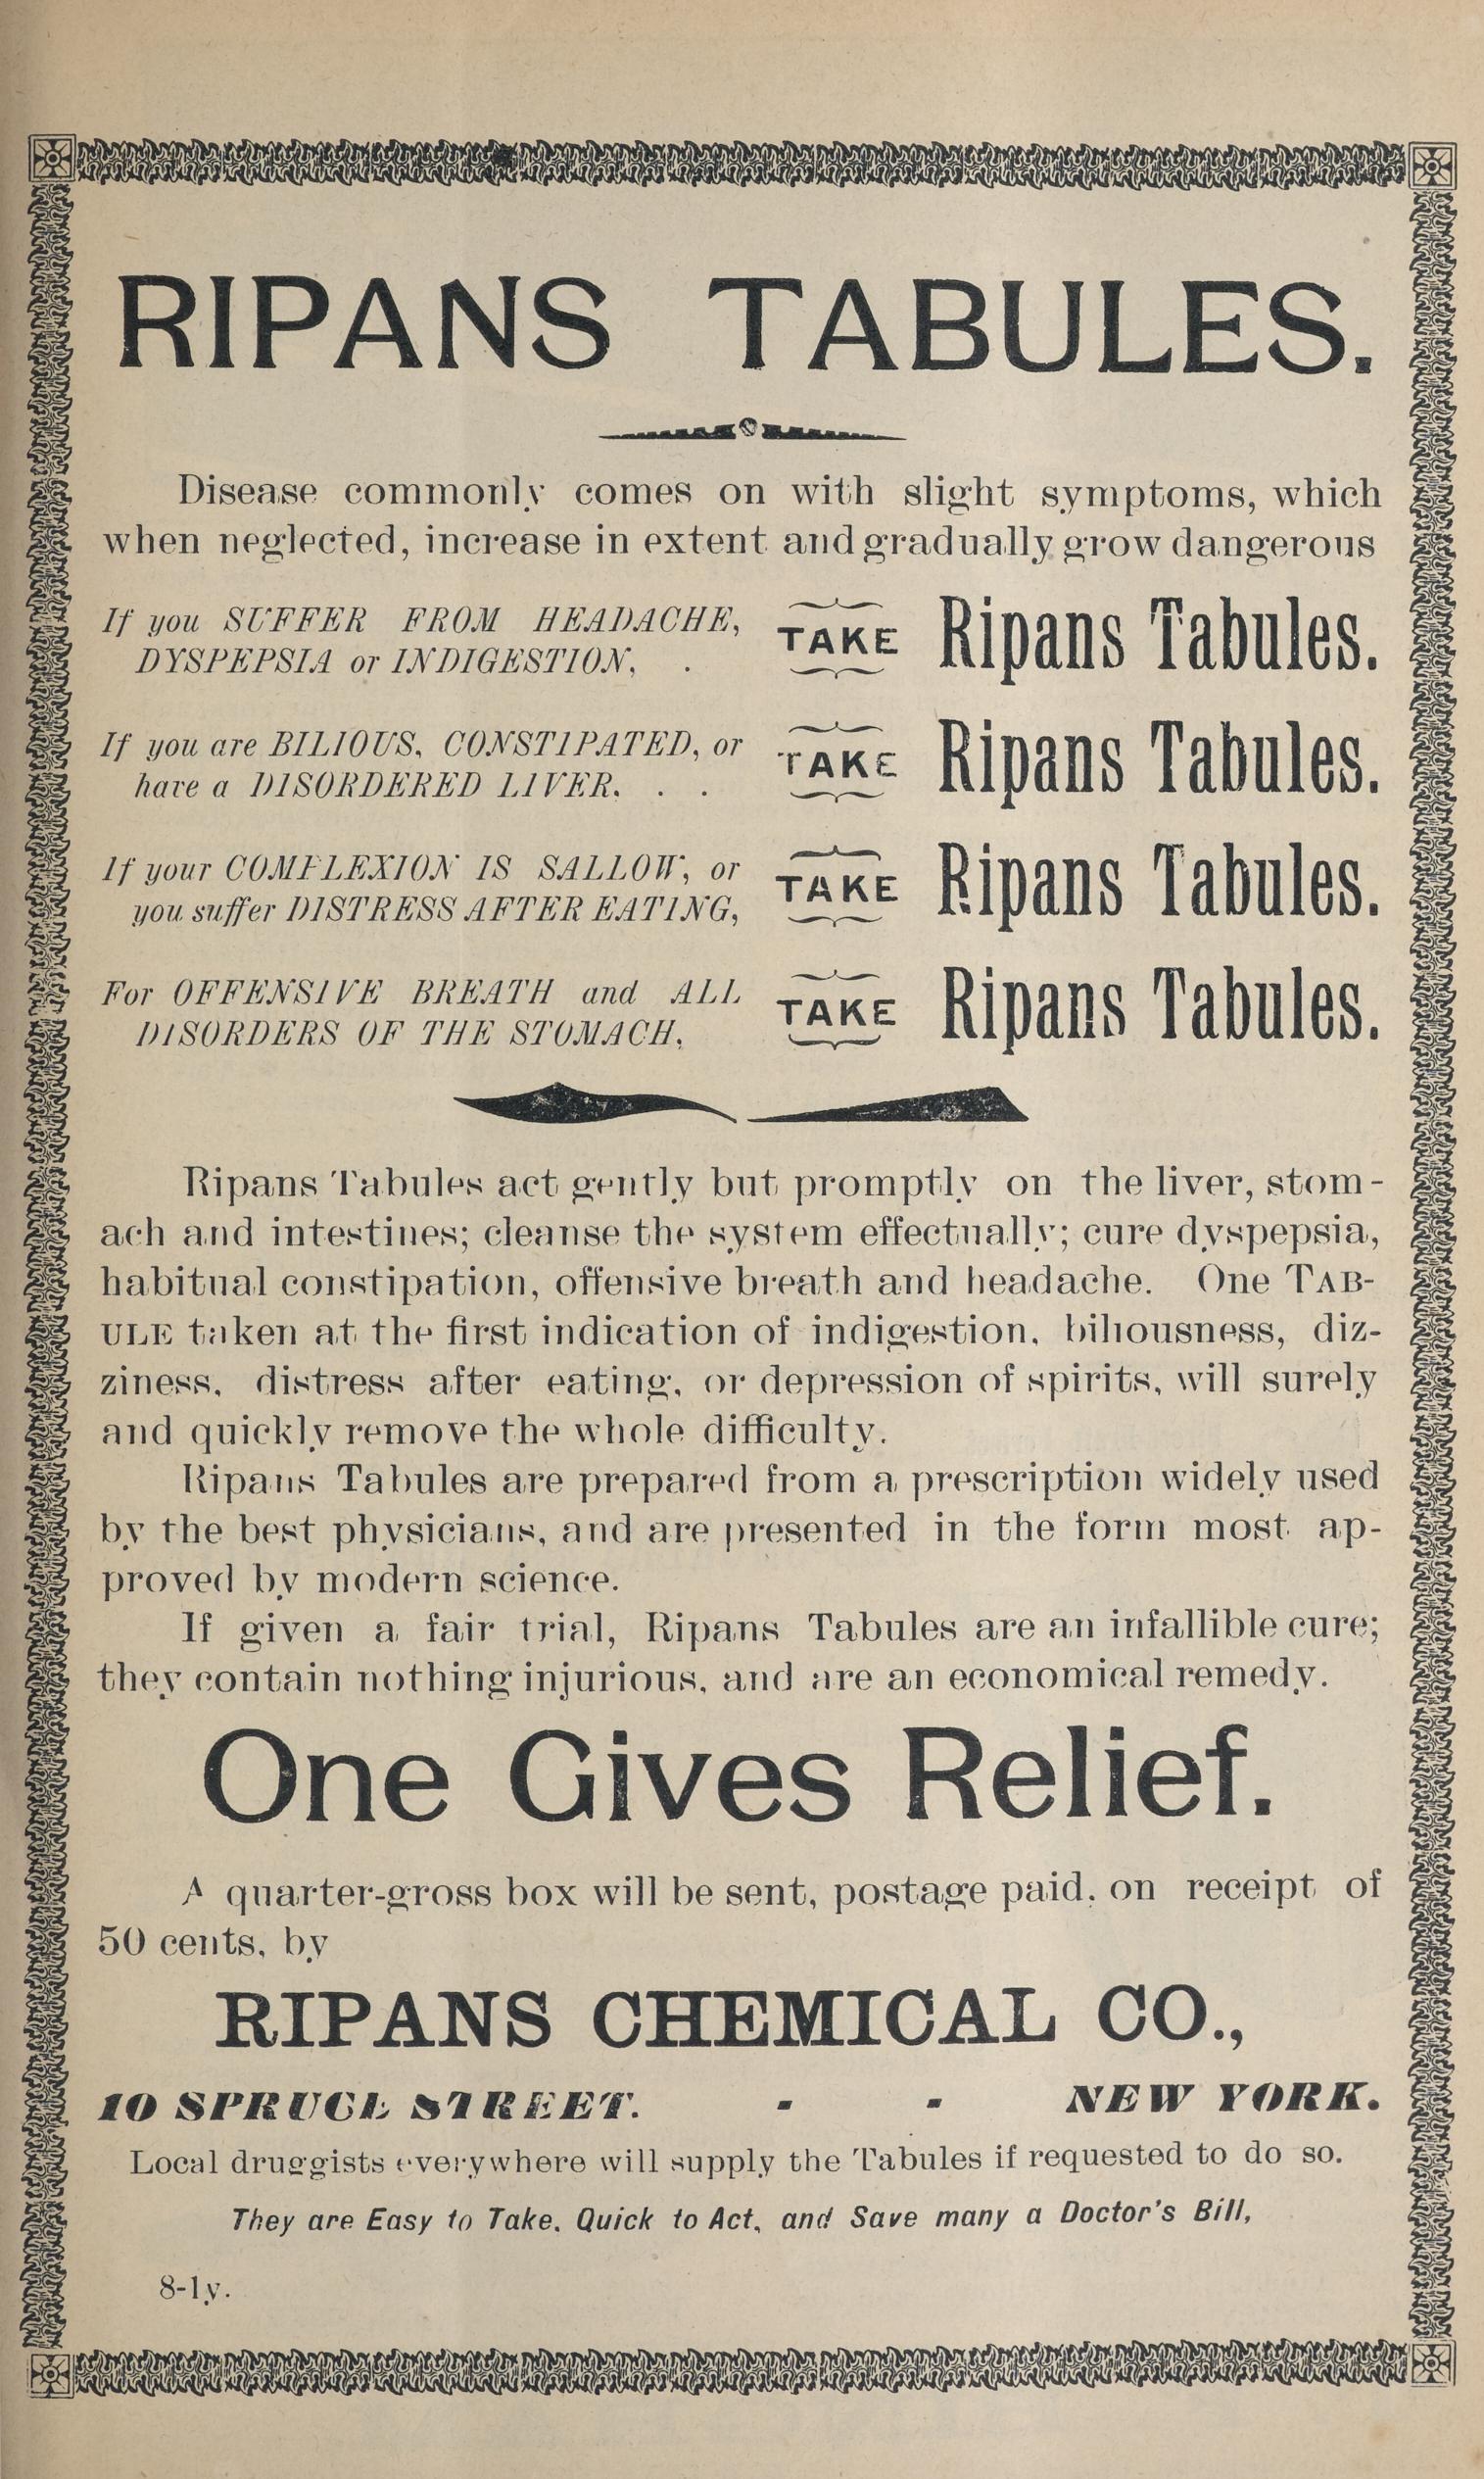 RIPANS TABULES.
Disease commonly comes on with slight symptoms, which
when neglected, increase in extent and gradually grow dangerous
If you SUFFER FROM HEADACHE,
DYSPEPSIA or INDIGESTION, .
TAKE
Ripans Tabules.
If you are BILIOUS, CONSTIPATED, or
have a DISORDERED LIVER. . .
TAKE
Ripans Tabules.
If your COMPLEXION IS SALLOW, or
you suffer DISTRESS AFTER EATING,
TAKE
Ripans Tabules.
For OFFENSIVE BREATH and ALL
DISORDERS OF THE STOMACH,
TAKE
Ripans Tabules.
Ripans Tabules act gently but promptly on the liver, stom-
ach and intestines; cleanse the system effectually; cure dyspepsia,
habitual constipation, offensive breath and headache. One TAB-
ULE taken at the first indication of indigestion, biliousness, diz-
ziness, distress after eating, or depression of spirits, will surely
and quickly remove the whole difficulty.
Ripans Tabules are prepared from a prescription widely used
by the best physicians, and are presented in the form most ap-
proved by modern science.
If given a fair trial, Ripans Tabules are an infallible cure;
they contain nothing injurious, and are an economical remedy.
One Gives Relief.
A quarter-gross box will be sent, postage paid, on receipt of
50 cents, by
RIPANS CHEMICAL CO.,
10 SPRUCE STREET. - - NEW YORK.
Local druggists everywhere will supply the Tabules if requested to do so.
They are Easy to Take, Quick to Act, and Save many a Doctor's Bill,
8-1y.